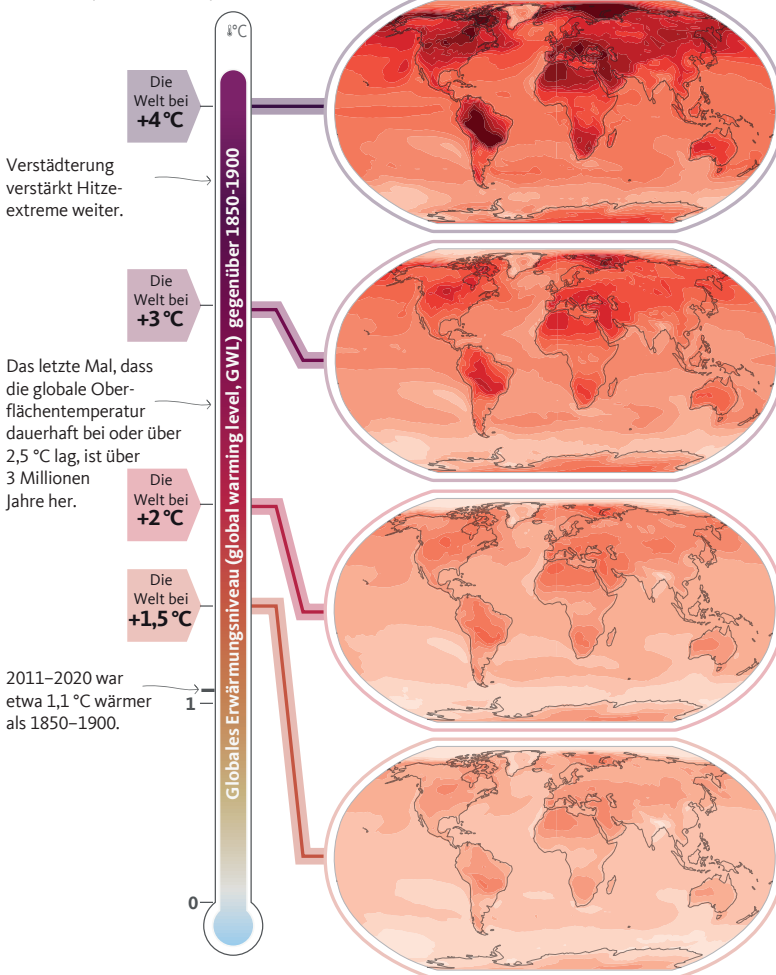 °C
Die
Welt bei
+4 °C
Verstädterung
verstärkt Hitze-
extreme weiter.
Die
Welt bei
+3 °C
Das letzte Mal, dass
die globale Ober-
flächentemperatur
dauerhaft bei oder über
2,5 °C lag, ist über
3 Millionen
Jahre her.
Die
Welt bei
+2 °C
Die
Welt bei
+1,5 °C
2011–2020 war
etwa 1,1 °C wärmer
als 1850–1900.
1
0
Globales Erwärmungsniveau (global warming level, GWL) gegenüber 1850-1900